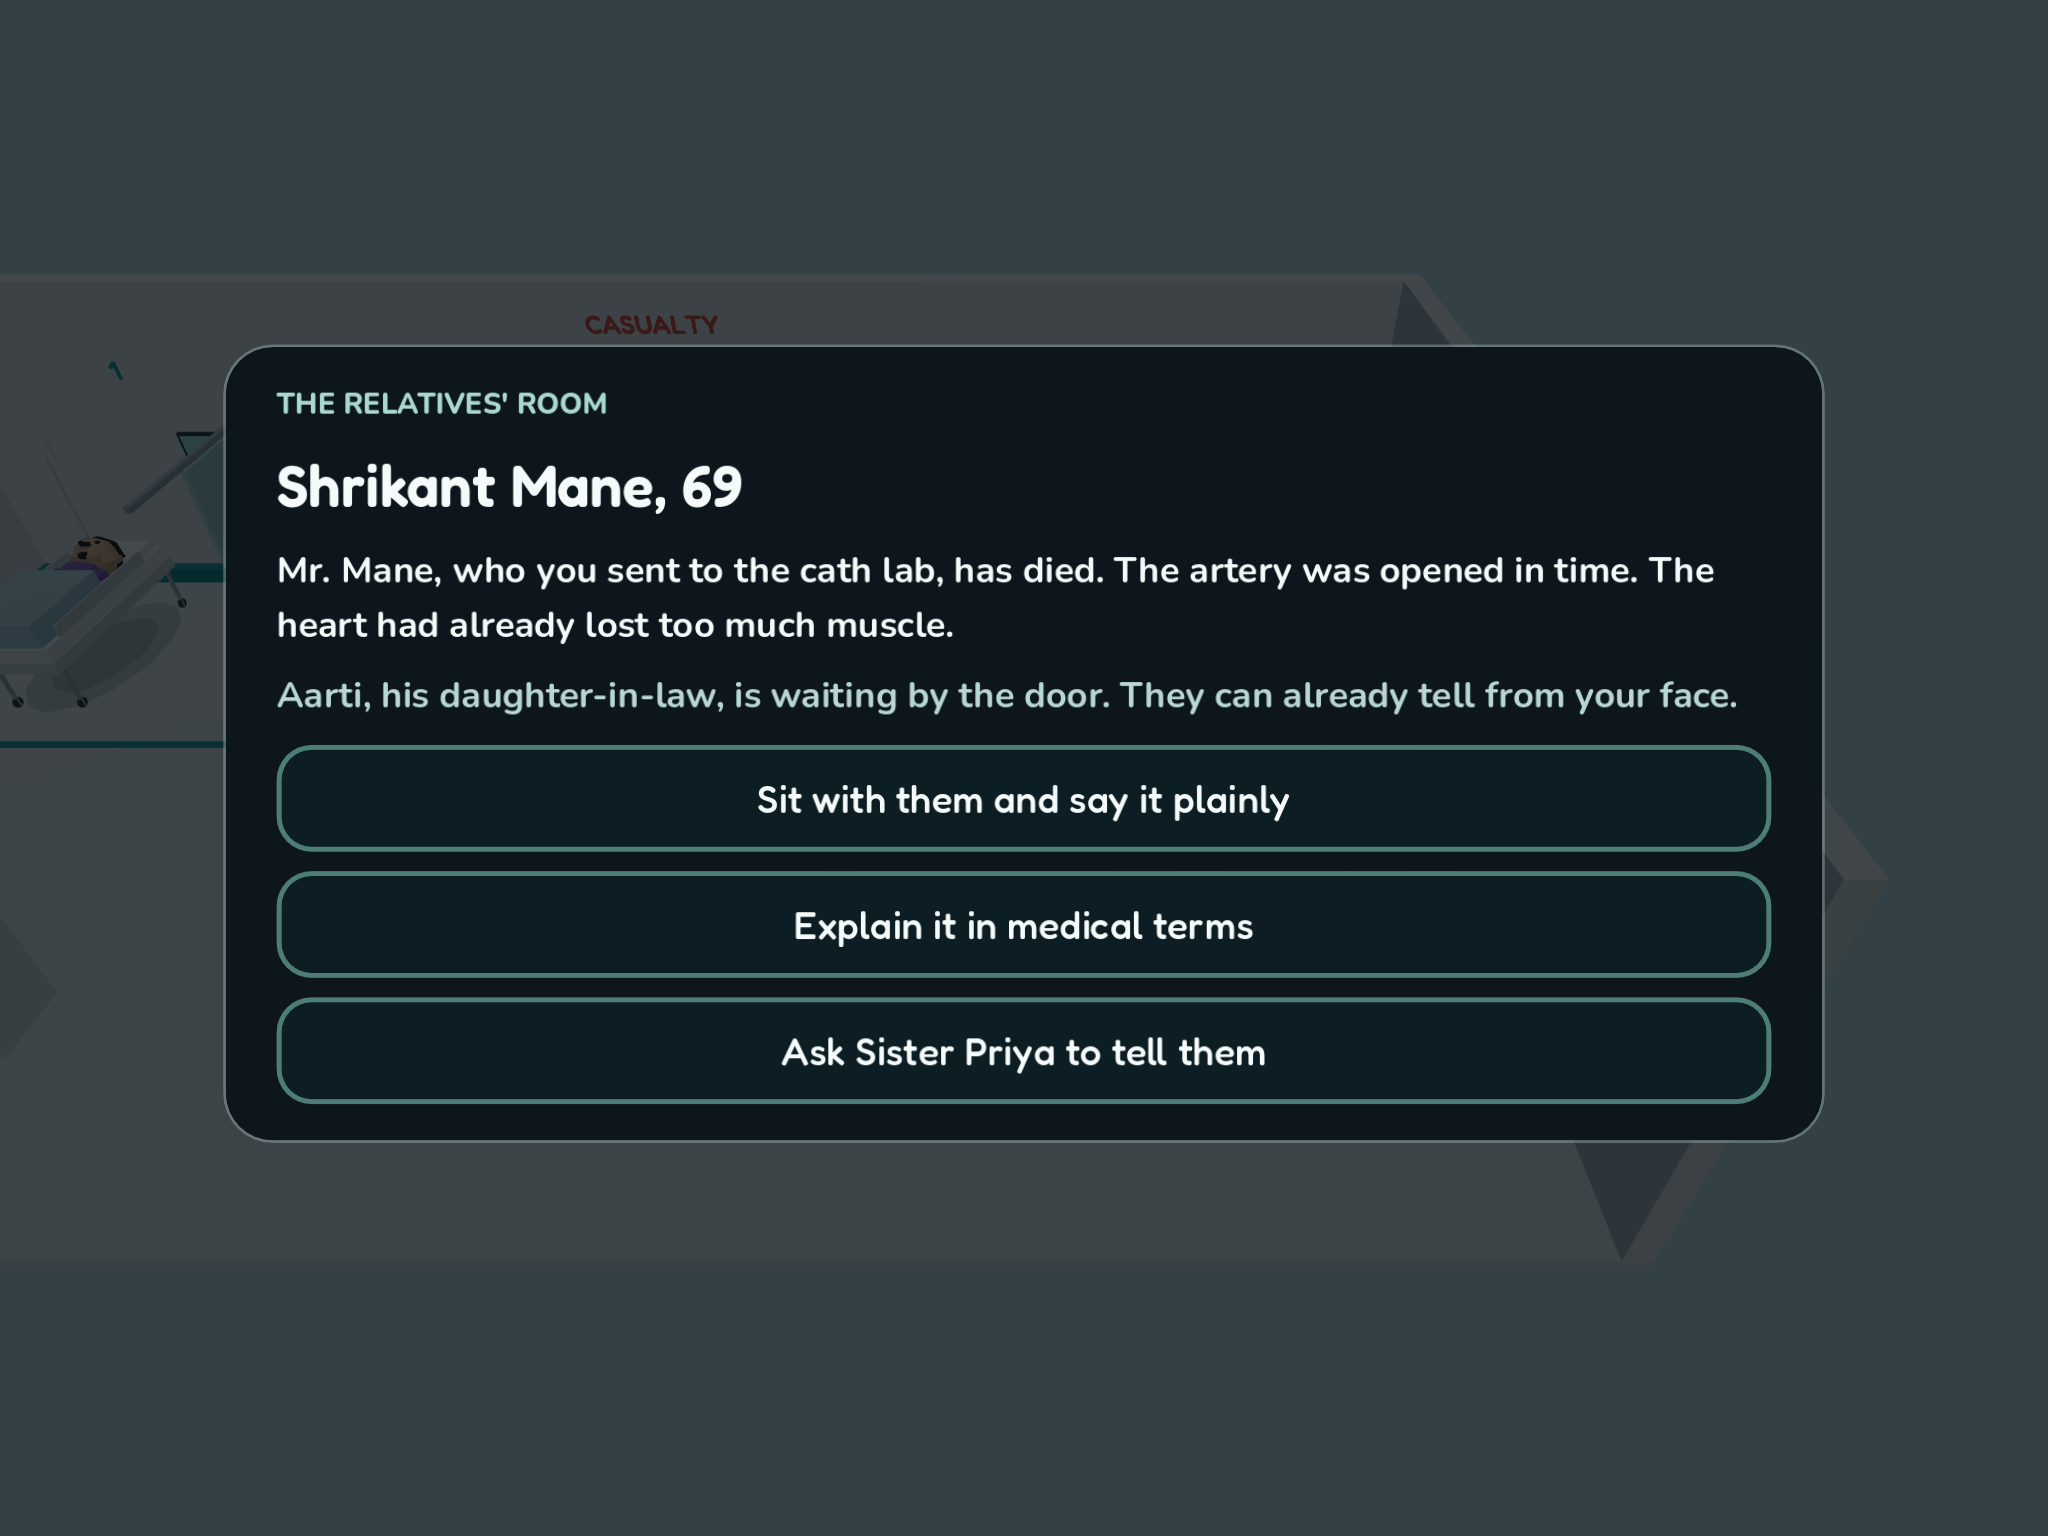 CASUALTY
THE RELATIVES' ROOM
Shrikant Mane, 69
Mr. Mane, who you sent to the cath lab, has died. The artery was opened in time. The
heart had already lost too much muscle.
Aarti, his daughter-in-law, is waiting by the door. They can already tell from your face.
Sit with them and say it plainly
Explain it in medical terms
Ask Sister Priya to tell them